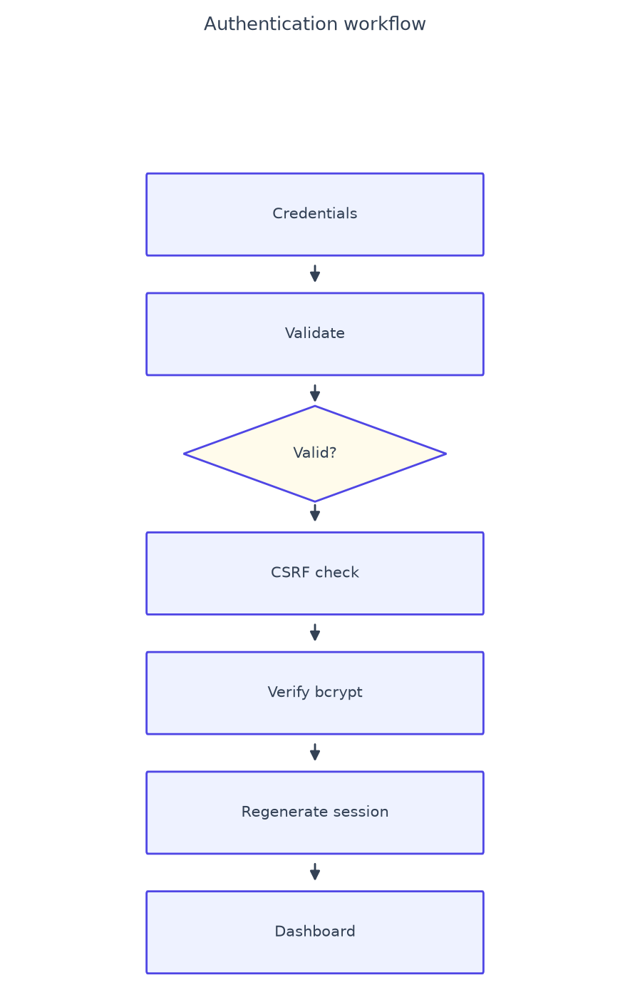 Authentication workflow
Credentials
Validate
Valid?
CSRF check
Verify bcrypt
Regenerate session
Dashboard